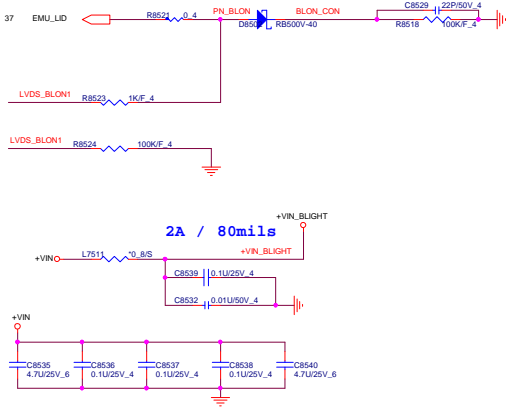 C8529 22P/50V_4
37 EMU_LID R8521 0_4 PN_BLON BLON_CON
RB500V-40 R8518 100K/F_4
LVDS_BLON1 R8523 1K/F_4
LVDS_BLON1 R8524 100K/F_4
2A / 80mils +VIN_BLIGHT
+VIN L7511 *0_8/S +VIN_BLIGHT
C8539 0.1U/25V_4
C8532 0.01U/50V_4
+VIN
C8535 C8536 C8537 C8538 C8540
4.7U/25V_6 0.1U/25V_4 0.1U/25V_4 0.1U/25V_4 4.7U/25V_6